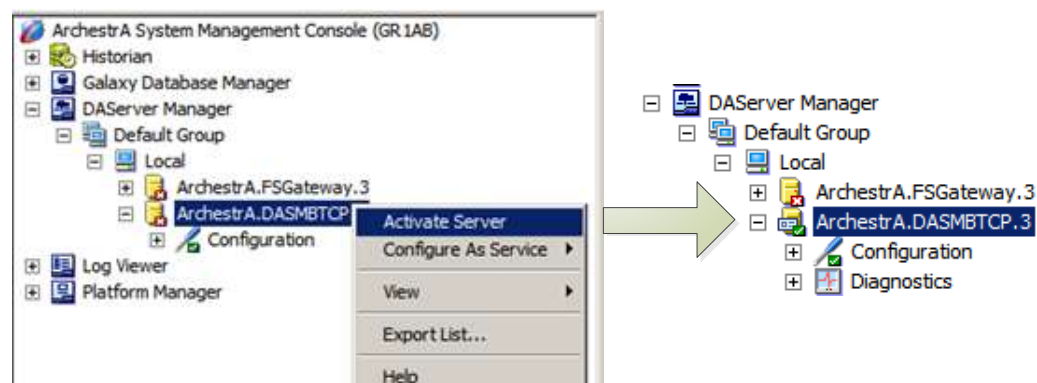 ArchestrA System Management Console (GR1AB)
Historian
Galaxy Database Manager
DAServer Manager
Default Group
Local
ArchestrA.FSGateway.3
ArchestrA.DASMBTCP
Configuration
Log Viewer
Platform Manager
Activate Server
Configure As Service
View
Export List...
Help
DAServer Manager
Default Group
Local
ArchestrA.FSGateway.3
ArchestrA.DASMBTCP.3
Configuration
Diagnostics